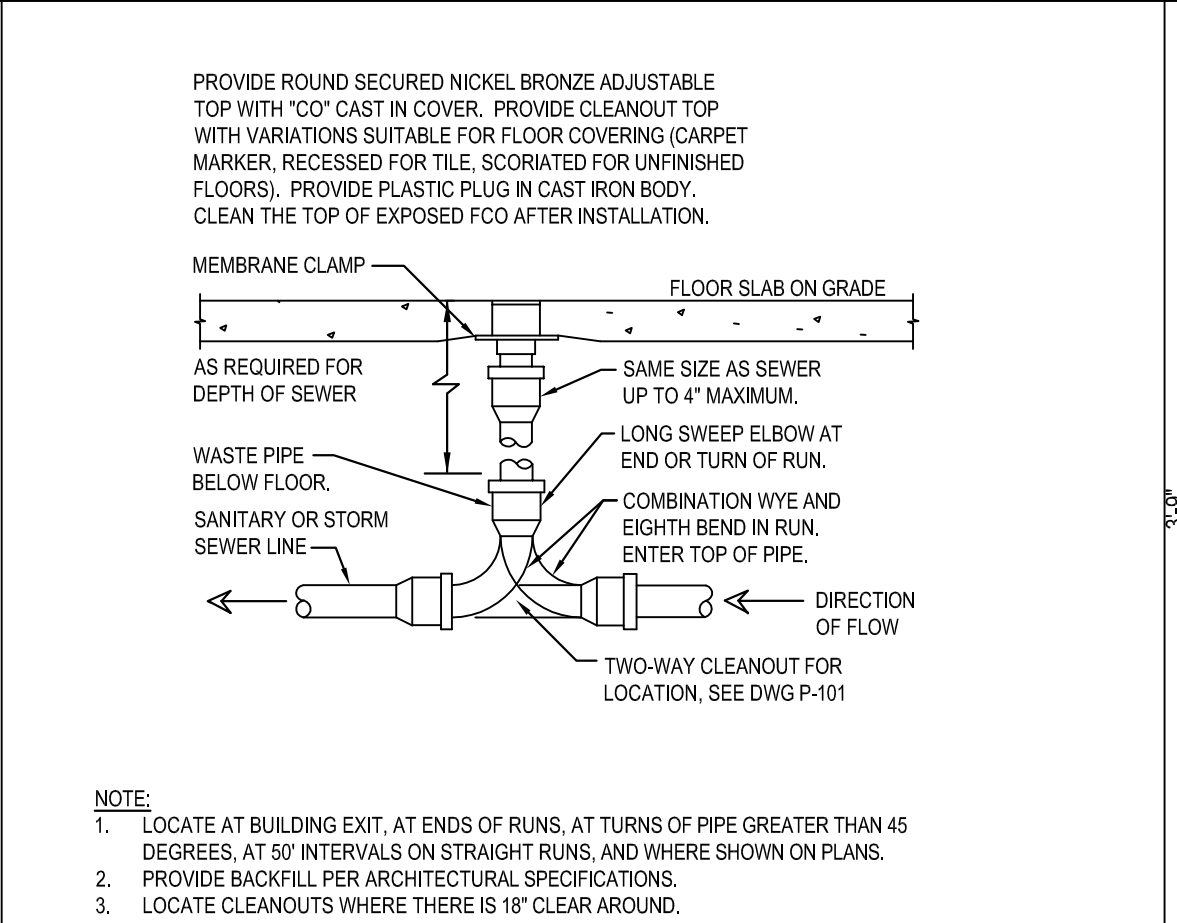 PROVIDE ROUND SECURED NICKEL BRONZE ADJUSTABLE
TOP WITH "CO" CAST IN COVER. PROVIDE CLEANOUT TOP
WITH VARIATIONS SUITABLE FOR FLOOR COVERING (CARPET
MARKER, RECESSED FOR TILE, SCORIATED FOR UNFINISHED
FLOORS). PROVIDE PLASTIC PLUG IN CAST IRON BODY.
CLEAN THE TOP OF EXPOSED FCO AFTER INSTALLATION.
MEMBRANE CLAMP
FLOOR SLAB ON GRADE
AS REQUIRED FOR
DEPTH OF SEWER
SAME SIZE AS SEWER
UP TO 4" MAXIMUM.
WASTE PIPE
BELOW FLOOR.
LONG SWEEP ELBOW AT
END OR TURN OF RUN.
SANITARY OR STORM
SEWER LINE
COMBINATION WYE AND
EIGHTH BEND IN RUN.
ENTER TOP OF PIPE.
DIRECTION
OF FLOW
TWO-WAY CLEANOUT FOR
LOCATION, SEE DWG P-101
3'-9"
NOTE:
1. LOCATE AT BUILDING EXIT, AT ENDS OF RUNS, AT TURNS OF PIPE GREATER THAN 45
DEGREES, AT 50' INTERVALS ON STRAIGHT RUNS, AND WHERE SHOWN ON PLANS.
2. PROVIDE BACKFILL PER ARCHITECTURAL SPECIFICATIONS.
3. LOCATE CLEANOUTS WHERE THERE IS 18" CLEAR AROUND.